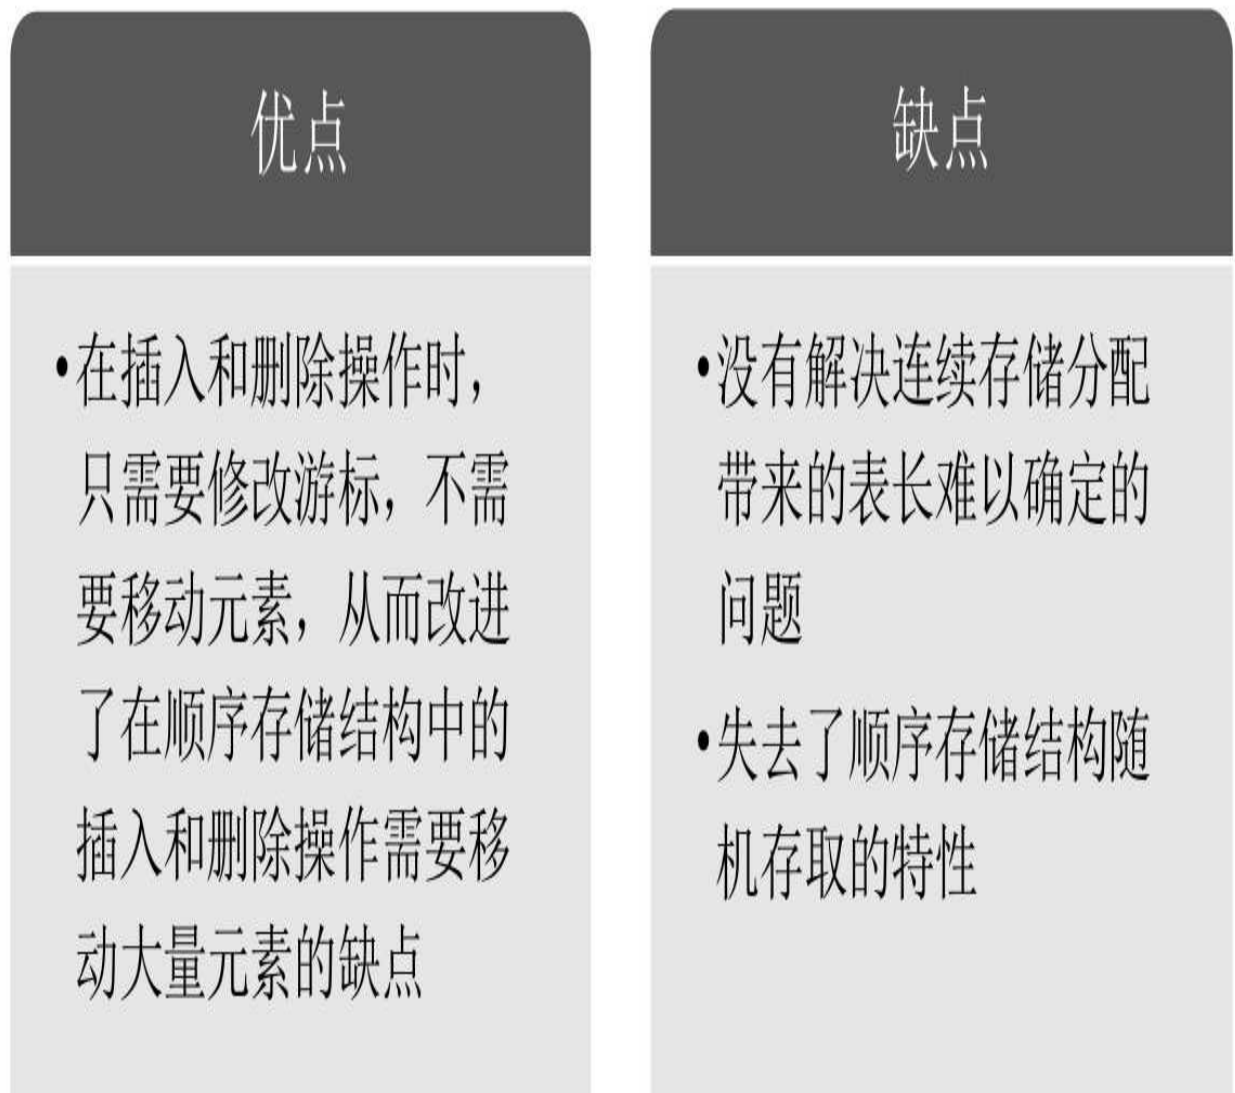 优点
•在插入和删除操作时，
只需要修改游标，不需
要移动元素，从而改进
了在顺序存储结构中的
插入和删除操作需要移
动大量元素的缺点
缺点
•没有解决连续存储分配
带来的表长难以确定的
问题
•失去了顺序存储结构随
机存取的特性